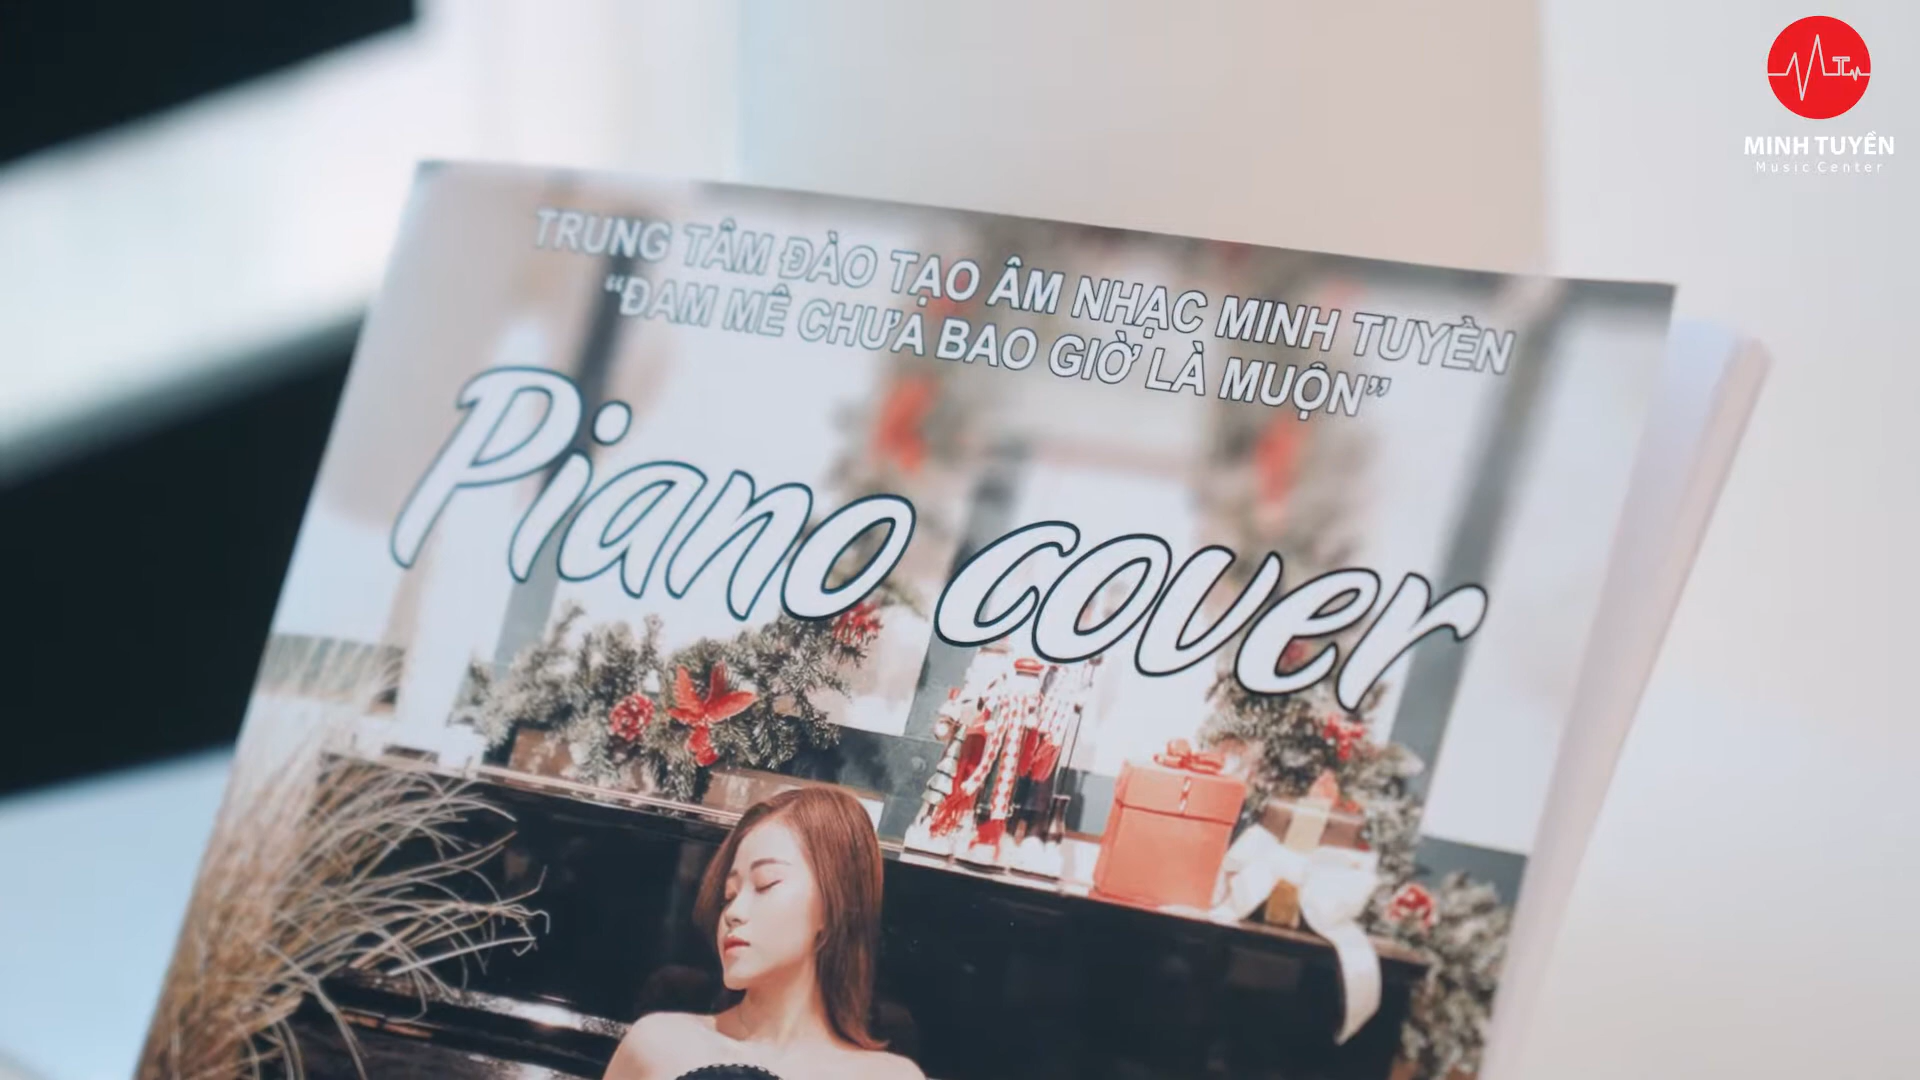 MINH TUYỀN
Music Center
TRUNG TÂM ĐÀO TẠO ÂM NHẠC MINH TUYỀN
“ĐAM MÊ CHƯA BAO GIỜ LÀ MUỘN”
Piano cover